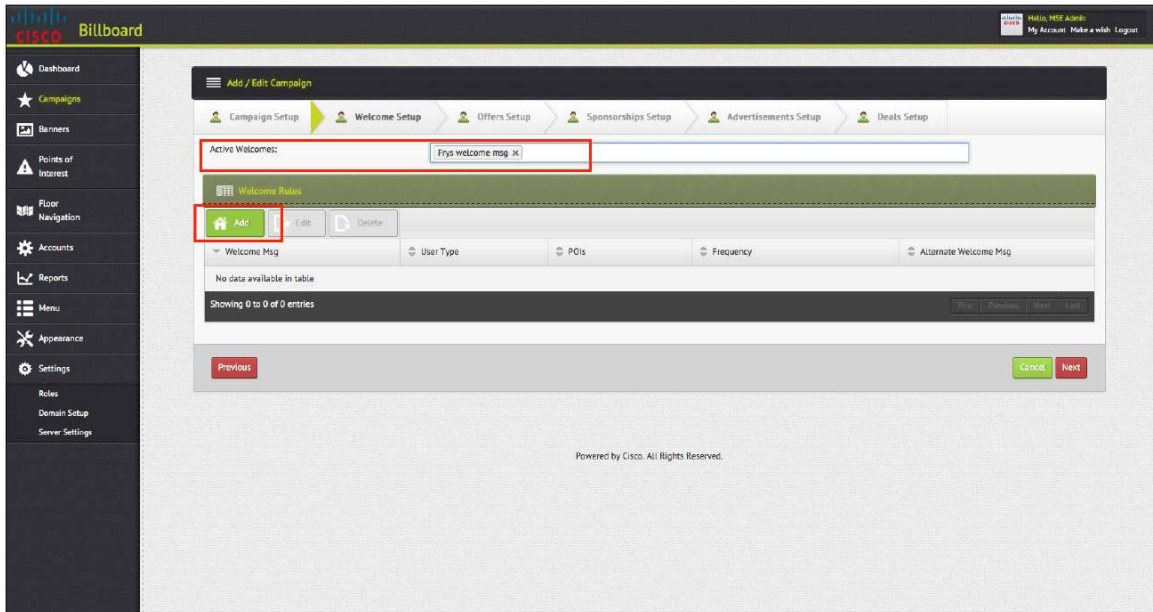 CISCO Billboard
cisco
Hello, MSE Admin
My Account Make a wish Logout
Dashboard
Campaigns
Banners
Points of
Interest
Floor
Navigation
Accounts
Reports
Menu
Appearance
Settings
Roles
Domain Setup
Server Settings
Add / Edit Campaign
Campaign Setup Welcome Setup Offers Setup Sponsorships Setup Advertisements Setup Deals Setup
Active Welcomes: Frys welcome msg ×
Welcome Rules
Add Edit Delete
Welcome Msg User Type POIs Frequency Alternate Welcome Msg
No data available in table
Showing 0 to 0 of 0 entries First Previous Next Last
Previous Cancel Next
Powered by Cisco. All Rights Reserved.